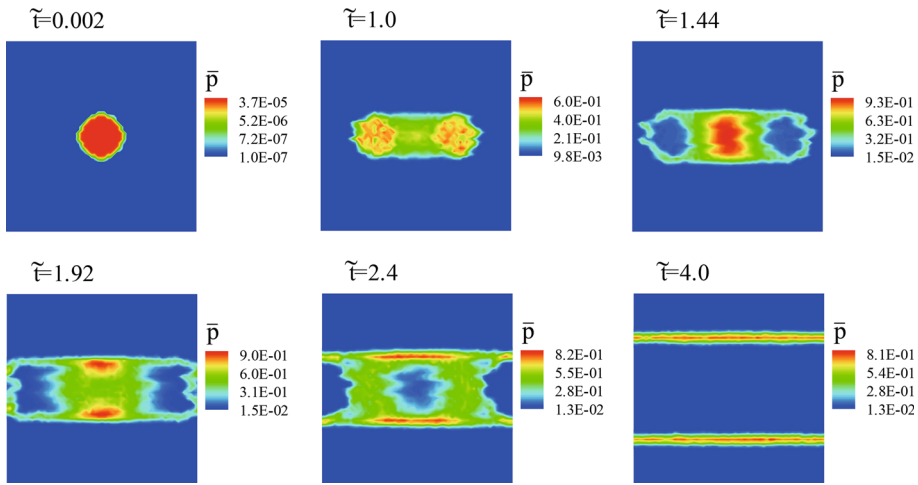 t̃=0.002
p̄
3.7E-05
5.2E-06
7.2E-07
1.0E-07
t̃=1.0
p̄
6.0E-01
4.0E-01
2.1E-01
9.8E-03
t̃=1.44
p̄
9.3E-01
6.3E-01
3.2E-01
1.5E-02
t̃=1.92
p̄
9.0E-01
6.0E-01
3.1E-01
1.5E-02
t̃=2.4
p̄
8.2E-01
5.5E-01
2.8E-01
1.3E-02
t̃=4.0
p̄
8.1E-01
5.4E-01
2.8E-01
1.3E-02